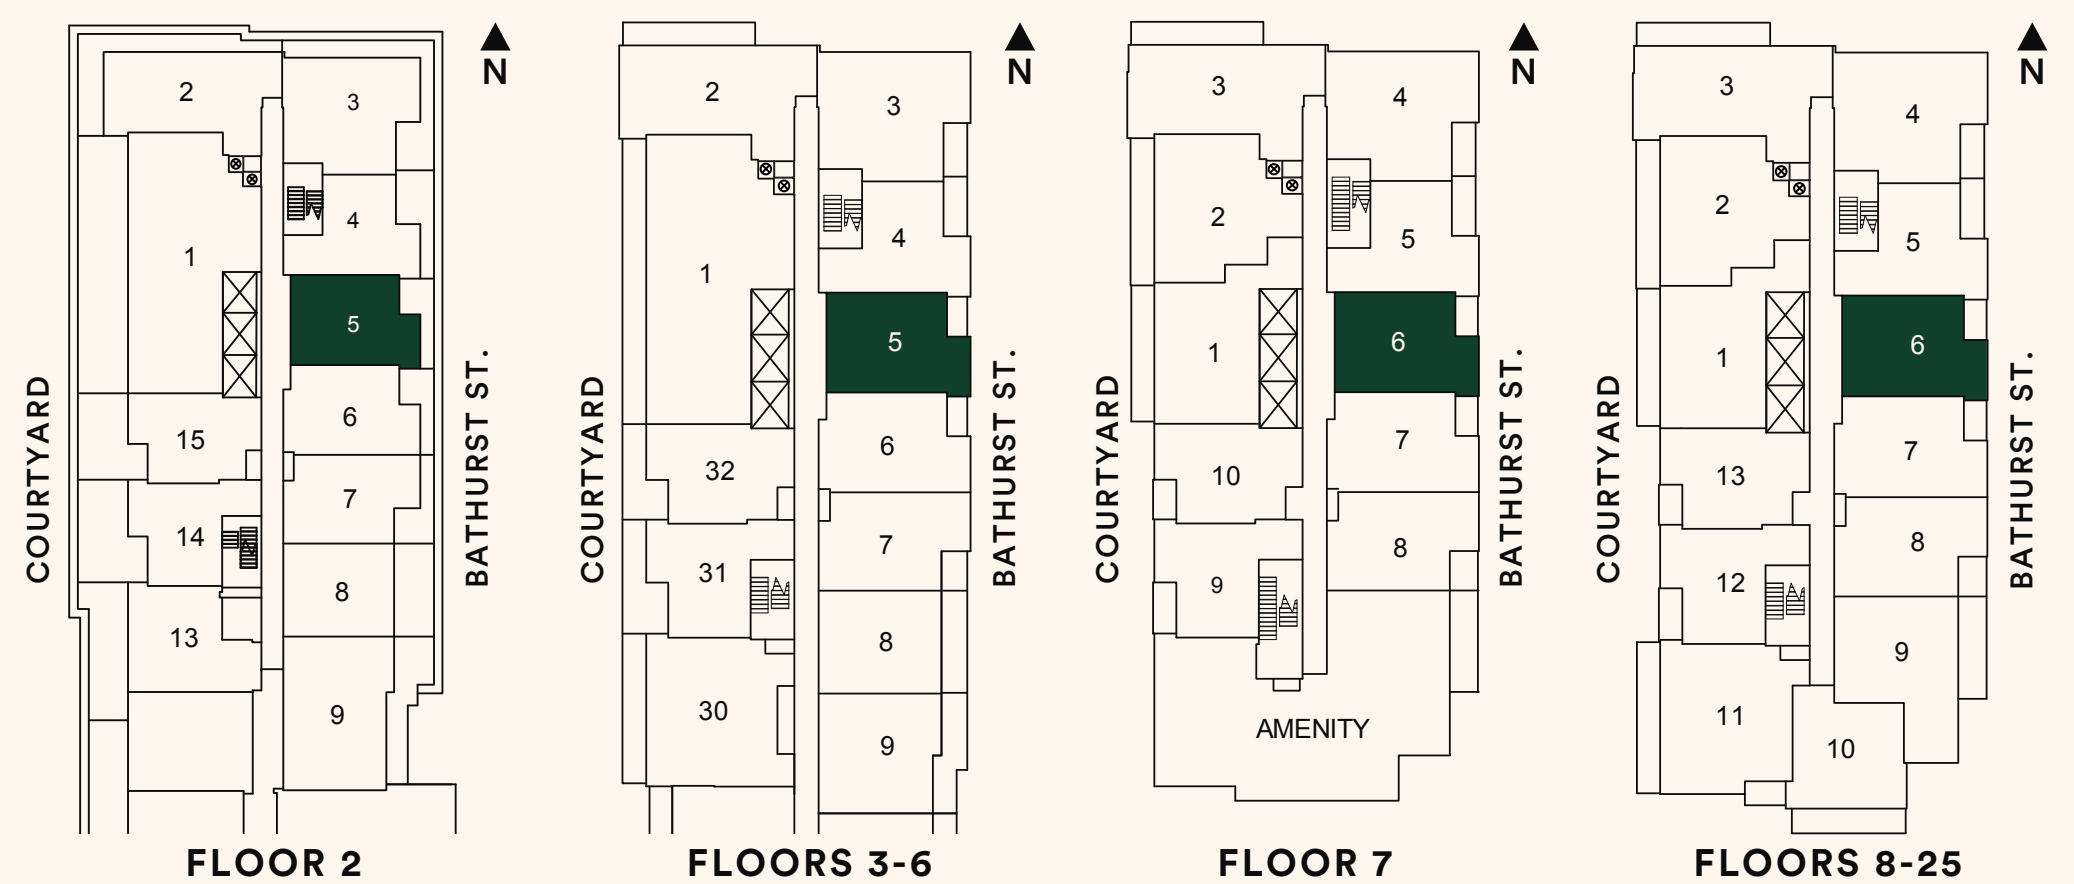 N
2
3
1
4
5
6
15
7
14
8
13
9
COURTYARD
BATHURST ST.
FLOOR 2
N
2
3
4
1
5
6
32
7
31
8
30
9
COURTYARD
BATHURST ST.
FLOORS 3-6
N
3
4
2
5
1
6
7
10
8
9
AMENITY
COURTYARD
BATHURST ST.
FLOOR 7
N
3
4
2
5
1
6
7
13
8
12
9
11
10
COURTYARD
BATHURST ST.
FLOORS 8-25